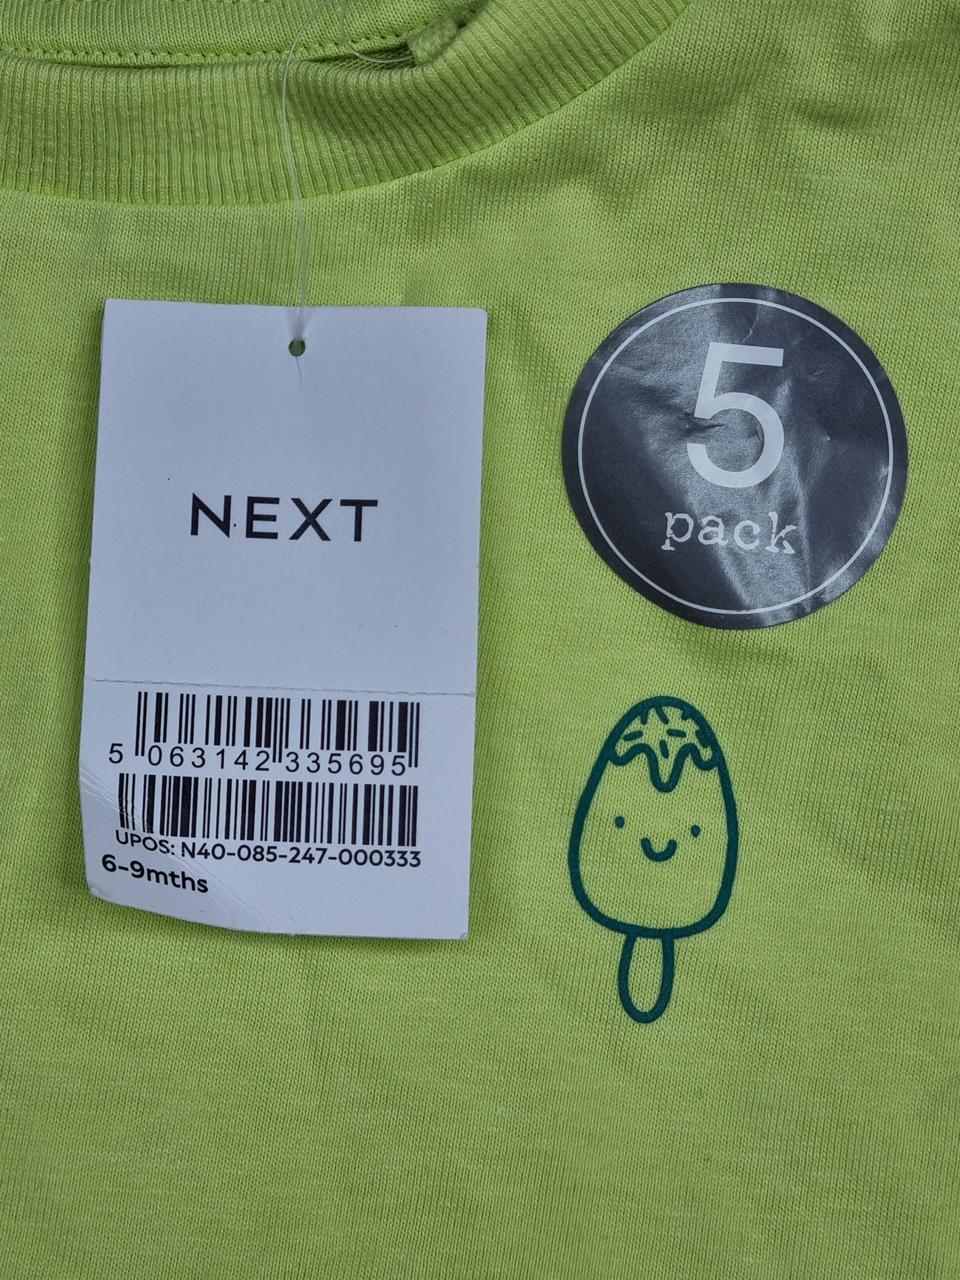 NEXT
5
pack
5 063142 335695
UPOS: N40-085-247-000333
6-9mths